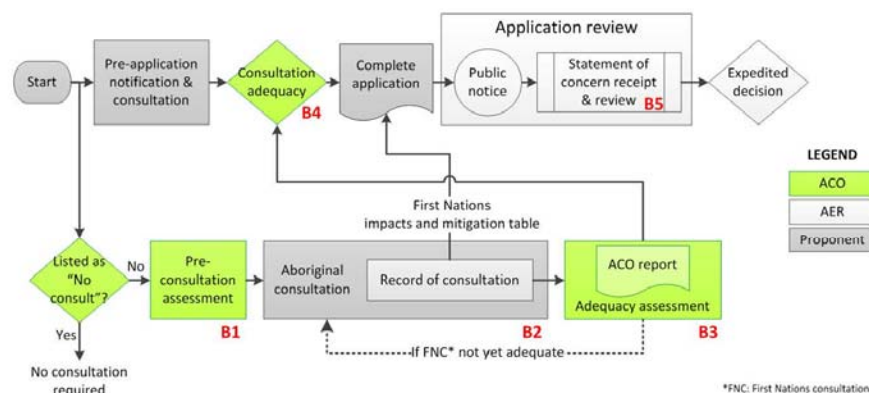 Application review
Start
Pre-application
notification &
consultation
Consultation
adequacy
B4
Complete
application
Public
notice
Statement of
concern receipt
& review
B5
Expedited
decision
LEGEND
ACO
AER
Proponent
First Nations
impacts and mitigation table
Listed as
"No
consult"?
No
Yes
No consultation
required
Pre-
consultation
assessment
B1
Aboriginal
consultation
Record of consultation
B2
ACO report
Adequacy assessment
B3
If FNC* not yet adequate
*FNC: First Nations consultation